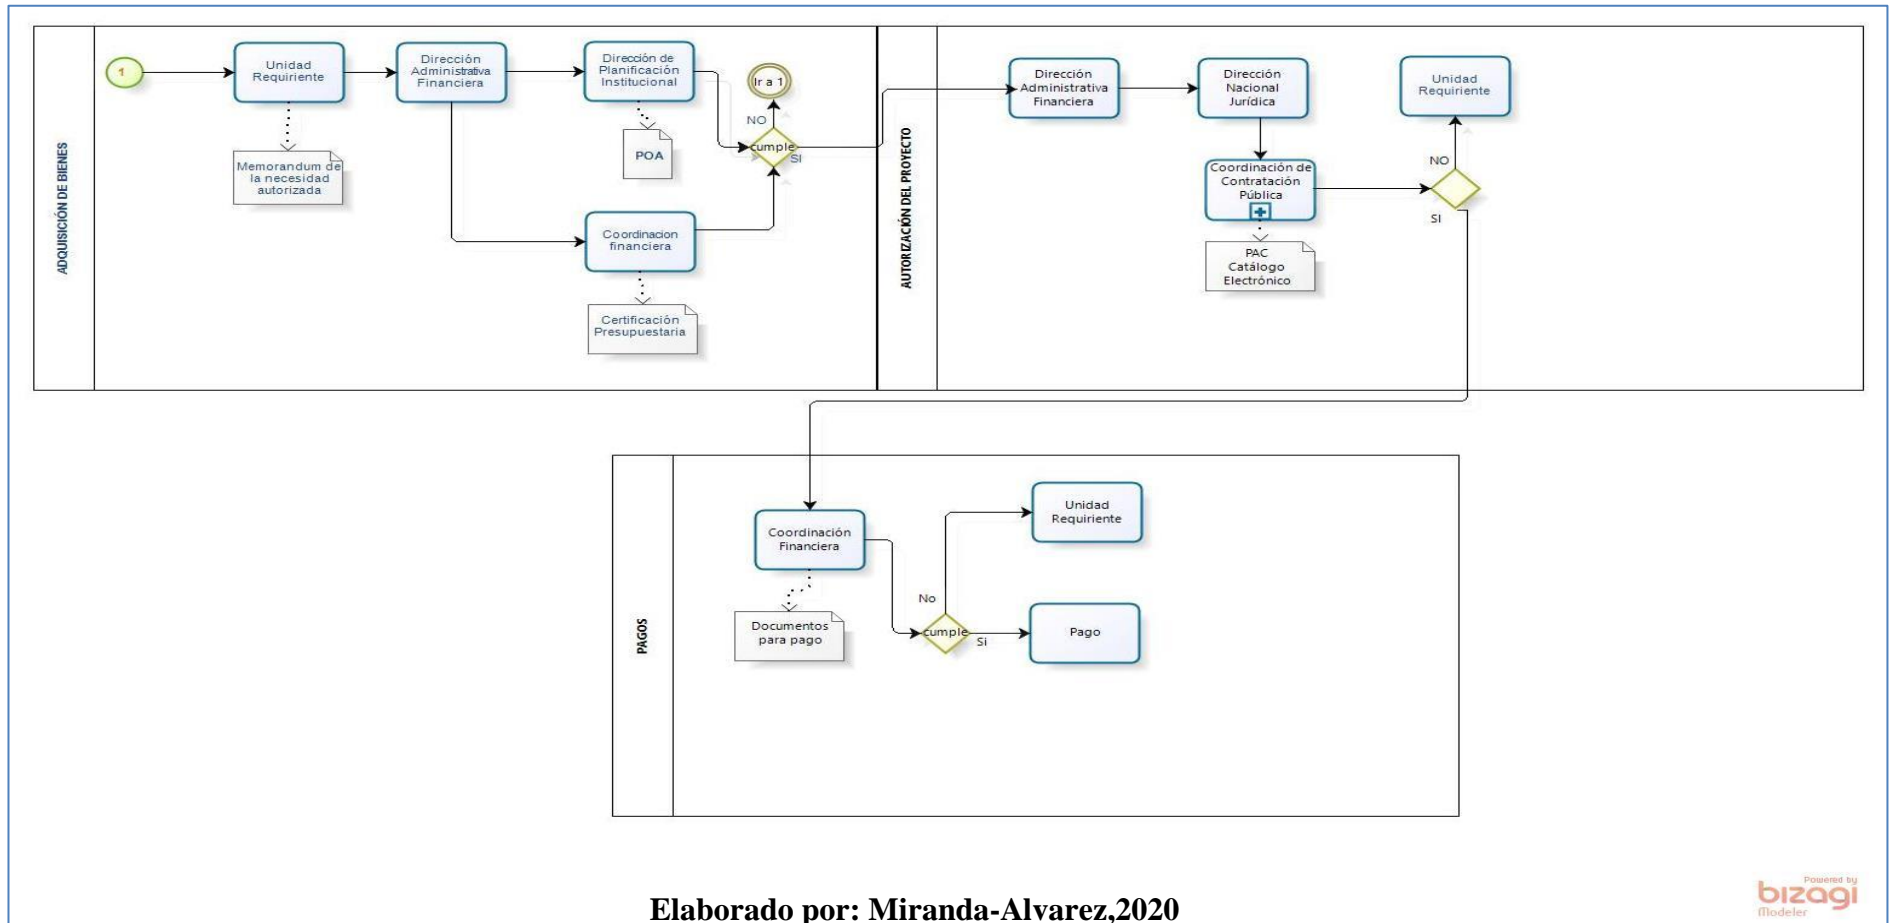 ADQUISICIÓN DE BIENES
1
Unidad
Requiriente
Memorandum de
la necesidad
autorizada
Dirección
Administrativa
Financiera
Dirección de
Planificación
Institucional
POA
Coordinacion
financiera
Certificación
Presupuestaria
Ir a 1
NO
cumple
SI
AUTORIZACIÓN DEL PROYECTO
Dirección
Administrativa
Financiera
Dirección
Nacional
Jurídica
Coordinación de
Contratación
Pública
PAC
Catálogo
Electrónico
Unidad
Requiriente
NO
SI
PAGOS
Coordinación
Financiera
Documentos
para pago
No
cumple
Si
Unidad
Requiriente
Pago
Elaborado por: Miranda-Alvarez,2020
Powered by
bizagi
Modeler